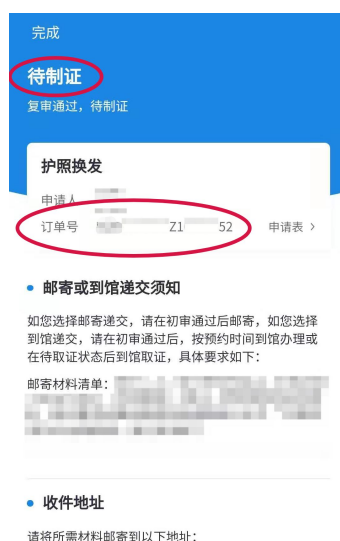 完成
待制证
复审通过，待制证
护照换发
申请人
订单号 Z1 52 申请表 >
• 邮寄或到馆递交须知
如您选择邮寄递交，请在初审通过后邮寄，如您选择
到馆递交，请在初审通过后，按预约时间到馆办理或
在待取证状态后到馆取证，具体要求如下：
邮寄材料清单：
• 收件地址
请将所需材料邮寄到以下地址：